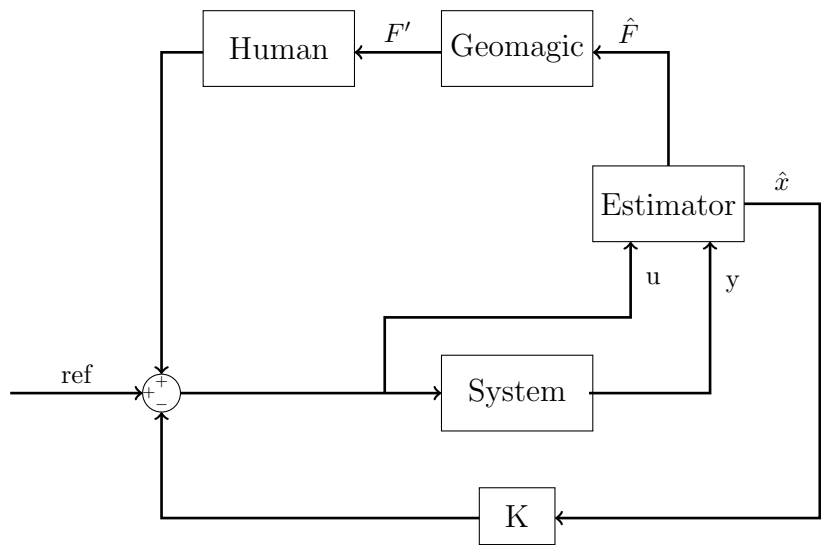 Human
F′
Geomagic
F̂
Estimator
x̂
u
y
ref
+
+
−
System
K